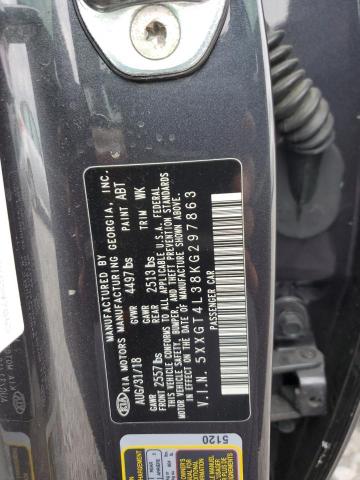 MANUFACTURED BY
KIA MOTORS MANUFACTURING GEORGIA, INC.
AUG/31/18 4497 lbs PAINT ABT
GVWR
GAWR FRONT 2557 lbs GAWR REAR 2513 lbs TRIM WK
THIS VEHICLE CONFORMS TO ALL APPLICABLE U.S.A. FEDERAL
MOTOR VEHICLE SAFETY, BUMPER, AND THEFT PREVENTION STANDARDS
IN EFFECT ON THE DATE OF MANUFACTURE SHOWN ABOVE.
V.I.N. 5XXGT4L38KG297863
PASSENGER CAR
5120